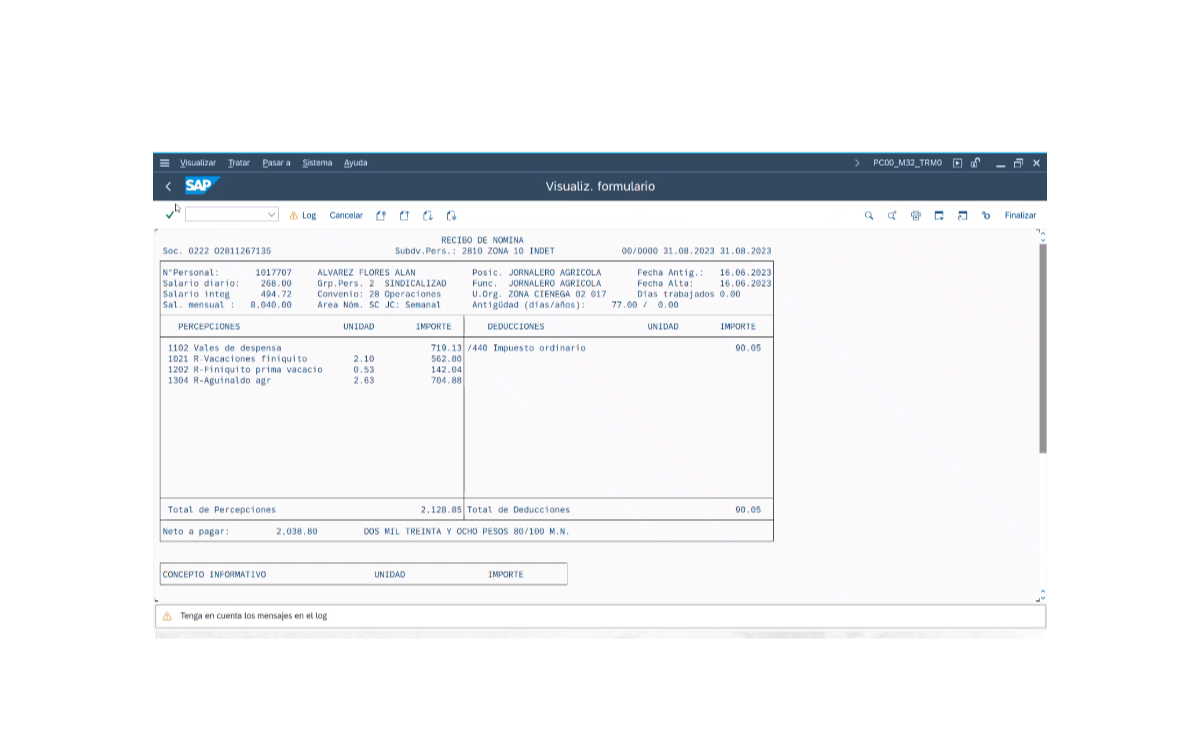 Visualizar Tratar Pasar a Sistema Ayuda PC00_M32_TRMO
SAP Visualiz. formulario
Log Cancelar Finalizar
RECIBO DE NOMINA
Soc. 0222 O2811267135 Subdv.Pers.: 2810 ZONA 10 INDET 00/0000 31.08.2023 31.08.2023
N°Personal: 1017707 ALVAREZ FLORES ALAN Posic. JORNALERO AGRICOLA Fecha Antig.: 16.06.2023
Salario diario: 268.00 Grp.Pers. 2 SINDICALIZAD Func. JORNALERO AGRICOLA Fecha Alta: 16.06.2023
Salario integ 494.72 Convenio: 28 Operaciones U.Org. ZONA CIENEGA 02 017 Dias trabajados 0.00
Sal. mensual : 8,040.00 Area Nóm. SC JC: Semanal Antigüdad (días/años): 77.00 / 0.00
PERCEPCIONES UNIDAD IMPORTE DEDUCCIONES UNIDAD IMPORTE
1102 Vales de despensa 719.13 /440 Impuesto ordinario 90.05
1021 R-Vacaciones finiquito 2.10 562.80
1202 R-Finiquito prima vacacio 0.53 142.04
1304 R-Aguinaldo agr 2.63 704.88
Total de Percepciones 2,128.85 Total de Deducciones 90.05
Neto a pagar: 2,038.80 DOS MIL TREINTA Y OCHO PESOS 80/100 M.N.
CONCEPTO INFORMATIVO UNIDAD IMPORTE
Tenga en cuenta los mensajes en el log